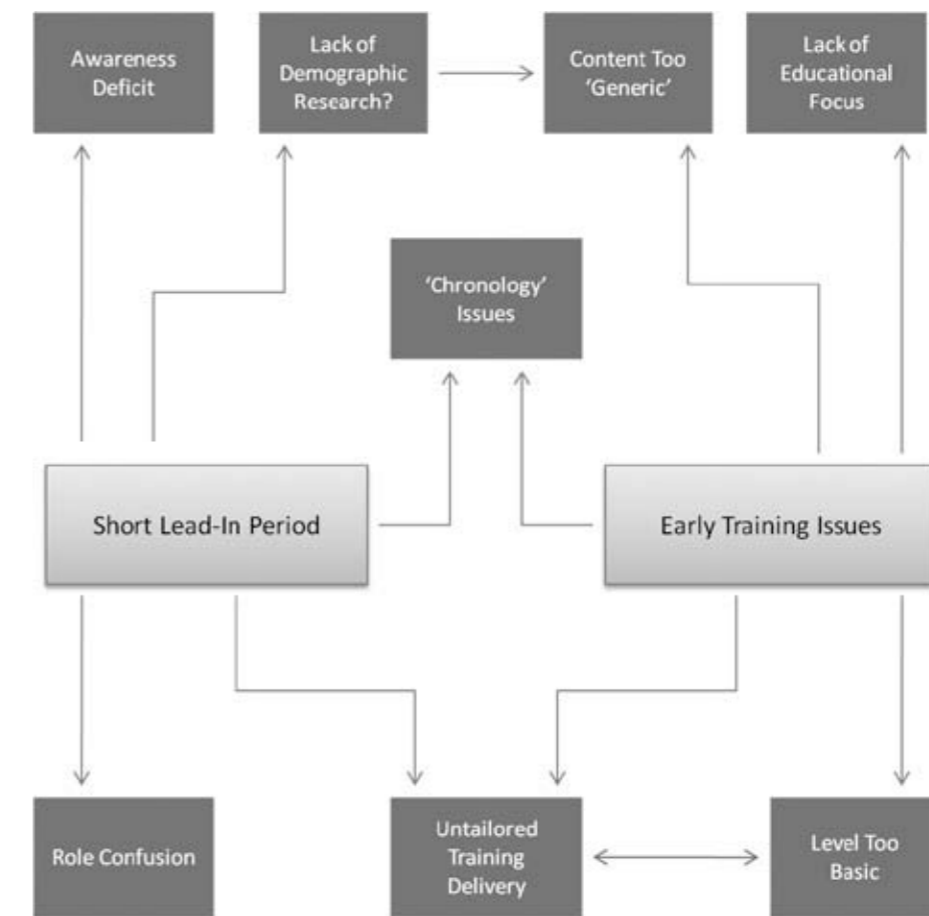 Awareness
Deficit
Lack of
Demographic
Research?
Content Too
‘Generic’
Lack of
Educational
Focus
‘Chronology’
Issues
Short Lead-In Period
Early Training Issues
Role Confusion
Untailored
Training
Delivery
Level Too
Basic